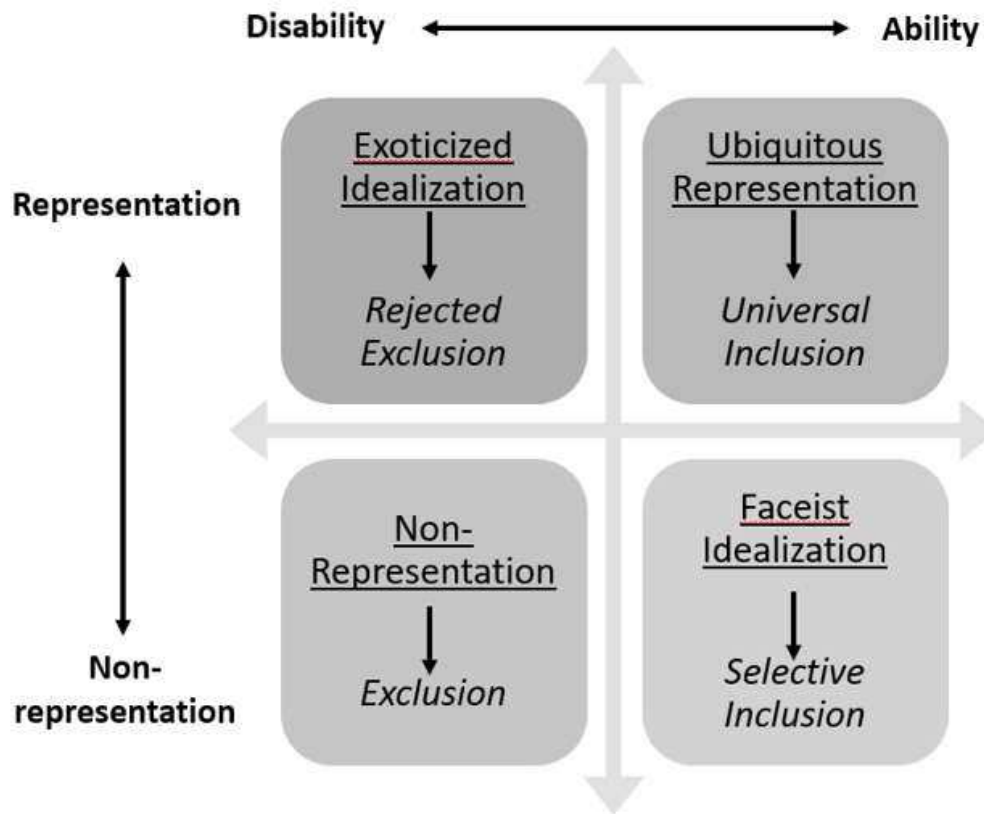 Disability
Ability
Representation
Exoticized
Idealization
Rejected
Exclusion
Ubiquitous
Representation
Universal
Inclusion
Non-
representation
Non-
Representation
Exclusion
Faceist
Idealization
Selective
Inclusion